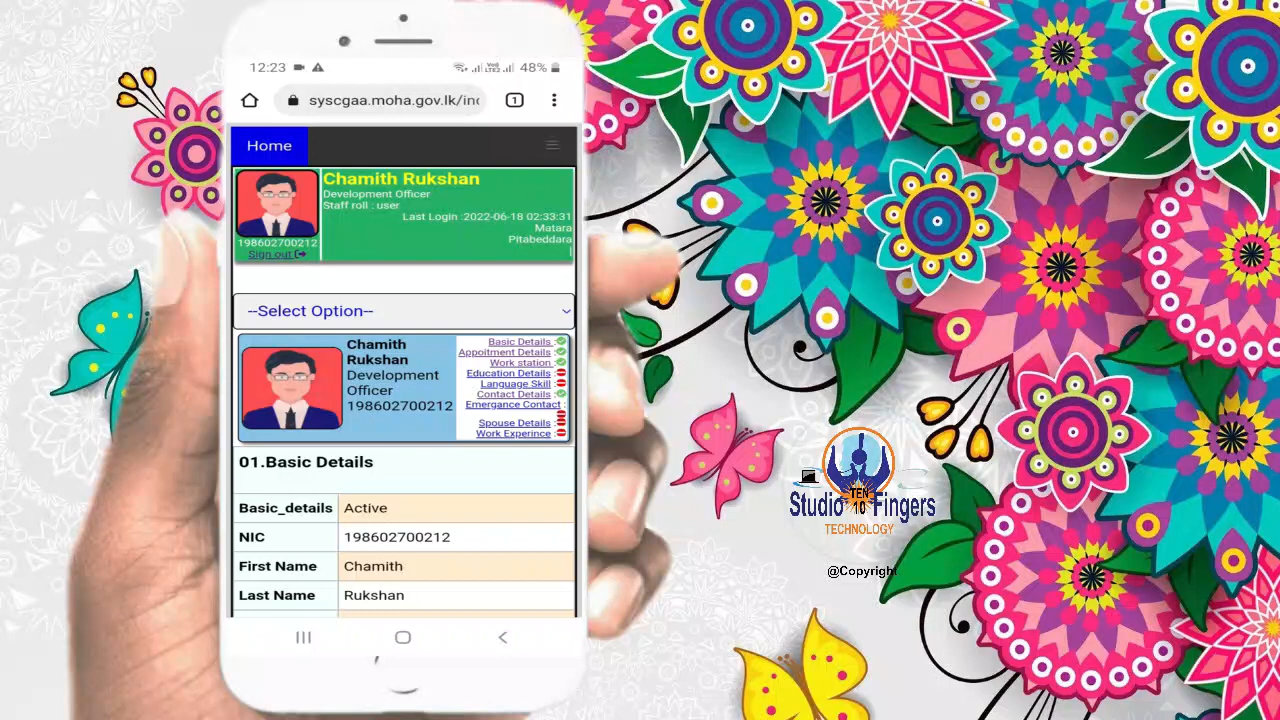 12:23 48%
syscgaa.moha.gov.lk/in
1
Home
Chamith Rukshan
Development Officer
Staff roll : user
Last Login :2022-06-18 02:33:31
Matara
Pitabeddara
198602700212
Sign out
--Select Option--
Chamith
Rukshan
Development
Officer
198602700212
Basic Details :
Appoitment Details :
Work station :
Education Details :
Language Skill :
Contact Details :
Emergance Contact :
Spouse Details :
Work Experince :
01.Basic Details
Basic_details Active
NIC 198602700212
First Name Chamith
Last Name Rukshan
TEN
Studio 10 Fingers
TECHNOLOGY
@Copyright